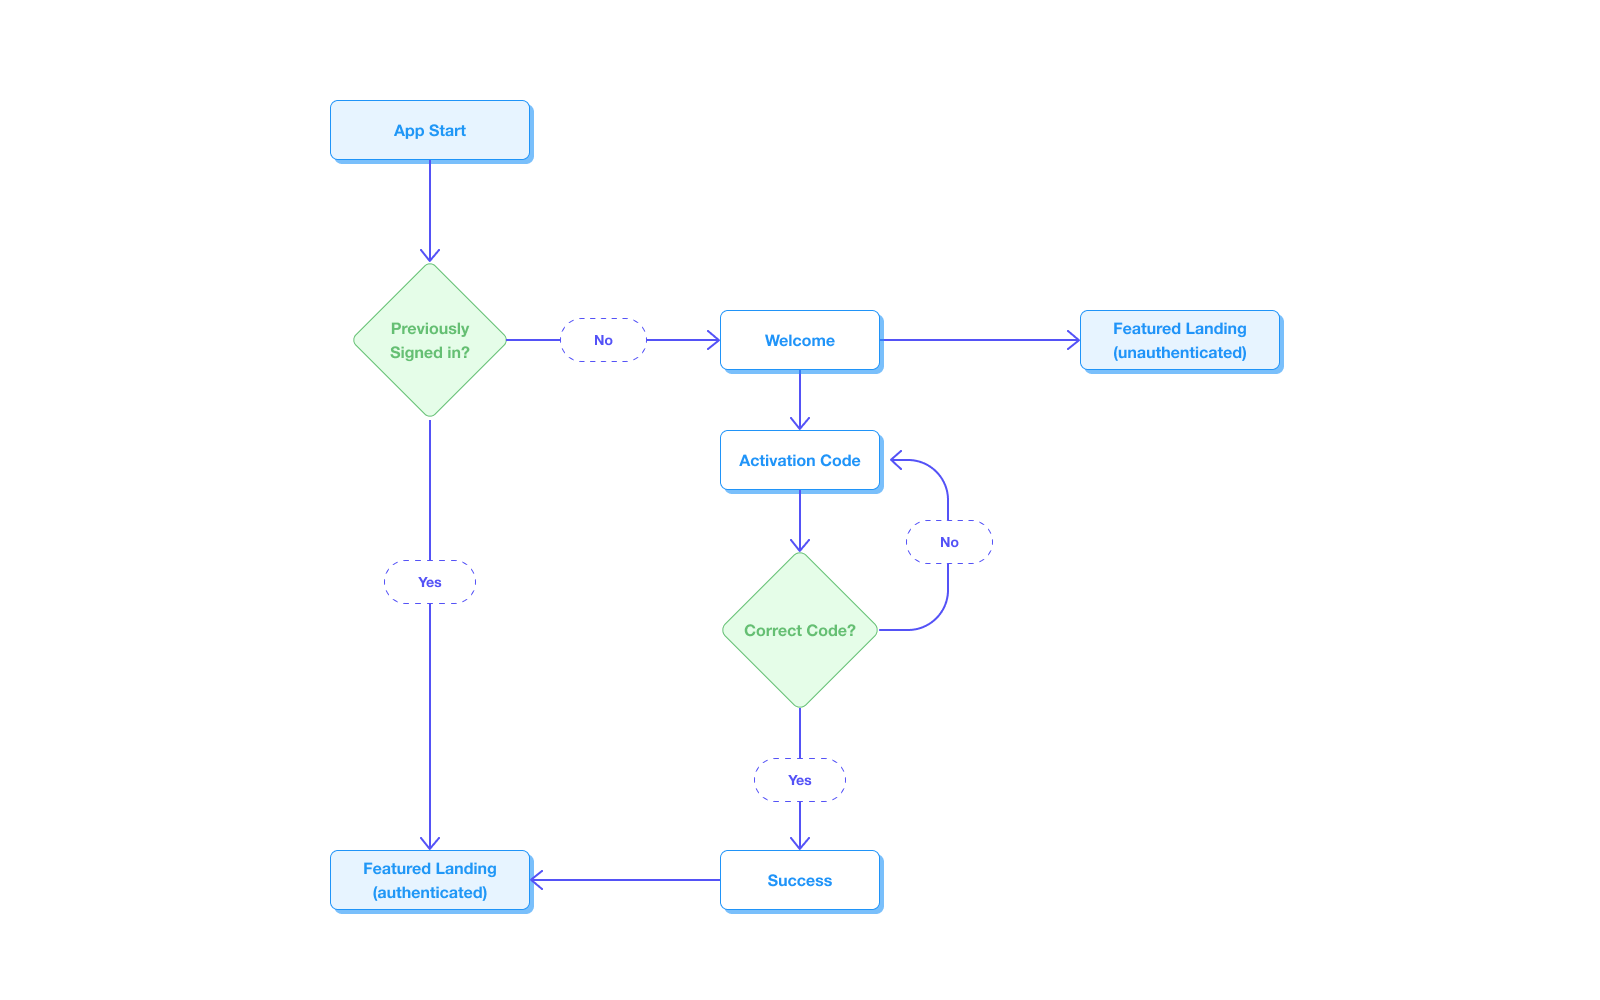 App Start
Previously
Signed in?
No
Welcome
Featured Landing
(unauthenticated)
Activation Code
No
Yes
Correct Code?
Yes
Featured Landing
(authenticated)
Success